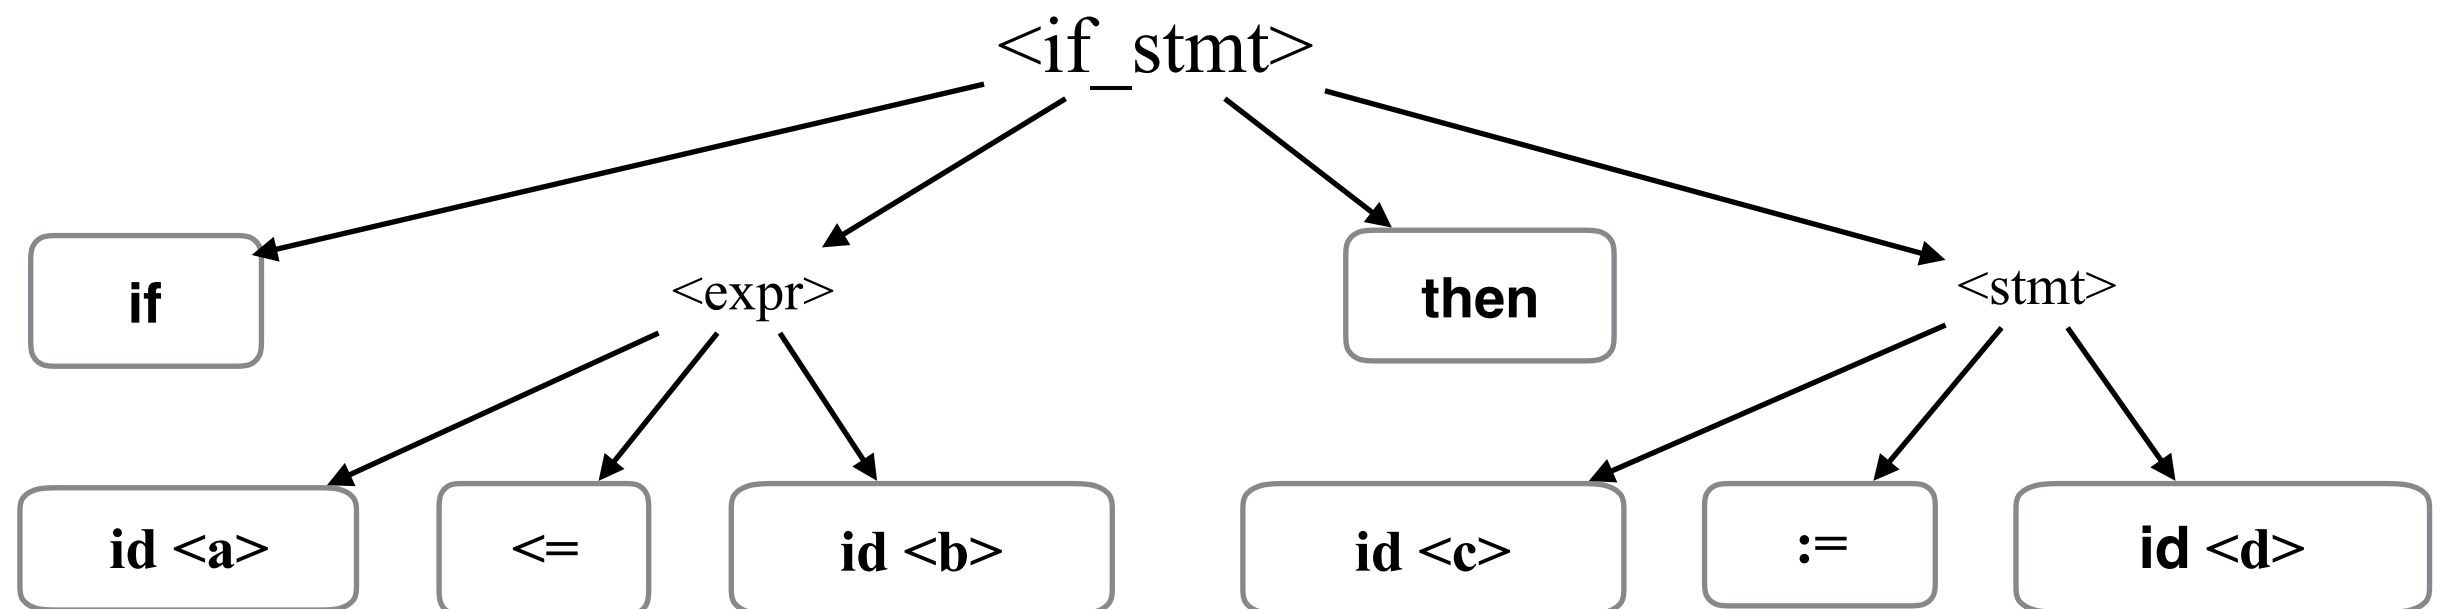 <if_stmt>
if
<expr>
then
<stmt>
id <a>
<=
id <b>
id <c>
:=
id <d>